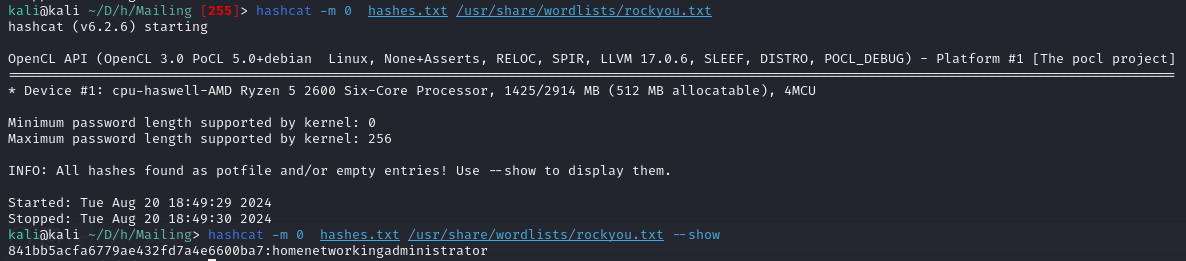 kali@kali ~/D/h/Mailing [255]> hashcat -m 0  hashes.txt /usr/share/wordlists/rockyou.txt
hashcat (v6.2.6) starting
OpenCL API (OpenCL 3.0 PoCL 5.0+debian  Linux, None+Asserts, RELOC, SPIR, LLVM 17.0.6, SLEEF, DISTRO, POCL_DEBUG) - Platform #1 [The pocl project]
==================================================================================================================================================
* Device #1: cpu-haswell-AMD Ryzen 5 2600 Six-Core Processor, 1425/2914 MB (512 MB allocatable), 4MCU
Minimum password length supported by kernel: 0
Maximum password length supported by kernel: 256
INFO: All hashes found as potfile and/or empty entries! Use --show to display them.
Started: Tue Aug 20 18:49:29 2024
Stopped: Tue Aug 20 18:49:30 2024
kali@kali ~/D/h/Mailing> hashcat -m 0  hashes.txt /usr/share/wordlists/rockyou.txt --show
841bb5acfa6779ae432fd7a4e6600ba7:homenetworkingadministrator